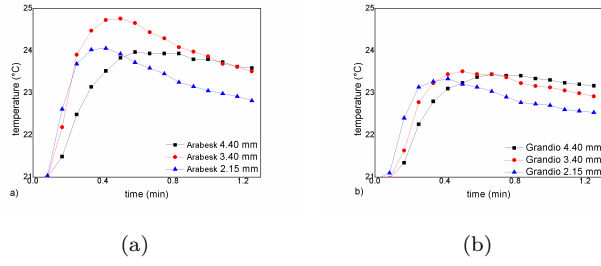 25
24
23
22
21
temperature (°C)
Arabesk 4.40 mm
Arabesk 3.40 mm
Arabesk 2.15 mm
0.0
0.4
0.8
1.2
a)
time (min)
(a)
25
24
23
22
21
temperature (°C)
Grandio 4.40 mm
Grandio 3.40 mm
Grandio 2.15 mm
0.0
0.4
0.8
1.2
b)
time (min)
(b)